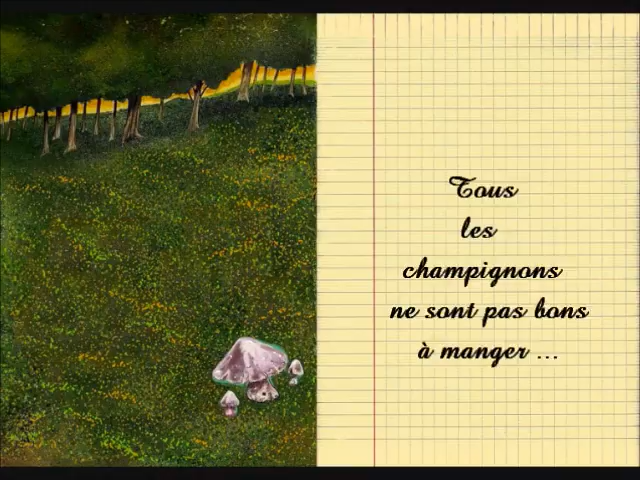 Tous
les
champignons
ne sont pas bons
à manger ...